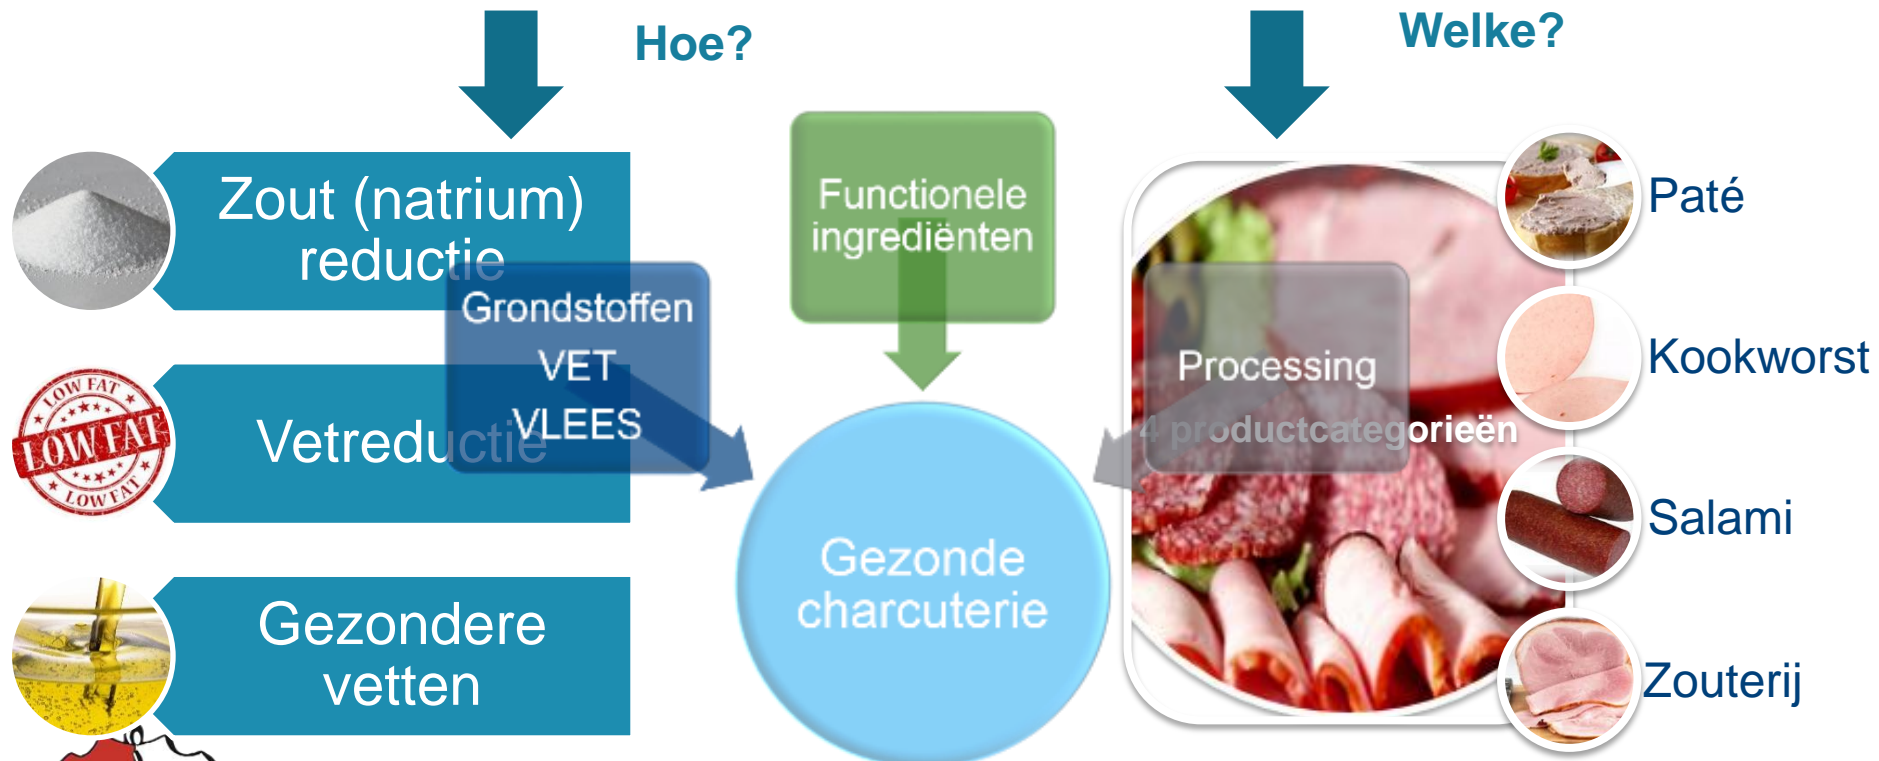 Hoe?
Welke?
Zout (natrium)
reductie
Vetreductie
Gezondere
vetten
LOW FAT
LOW FAT
LOW FAT
Grondstoffen
VET
VLEES
Functionele
ingrediënten
Processing
4 productcategorieën
Gezonde
charcuterie
Paté
Kookworst
Salami
Zouterij